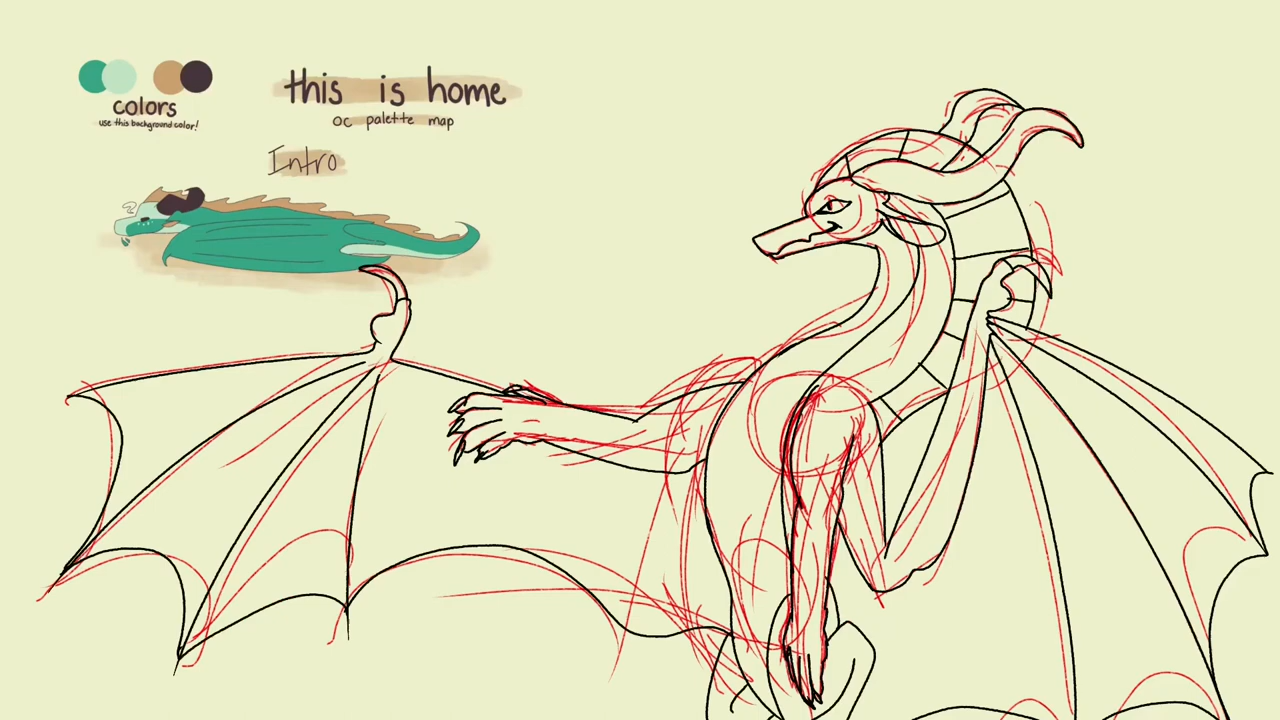 this is home
oc palette map
colors
use this background color!
Intro
?